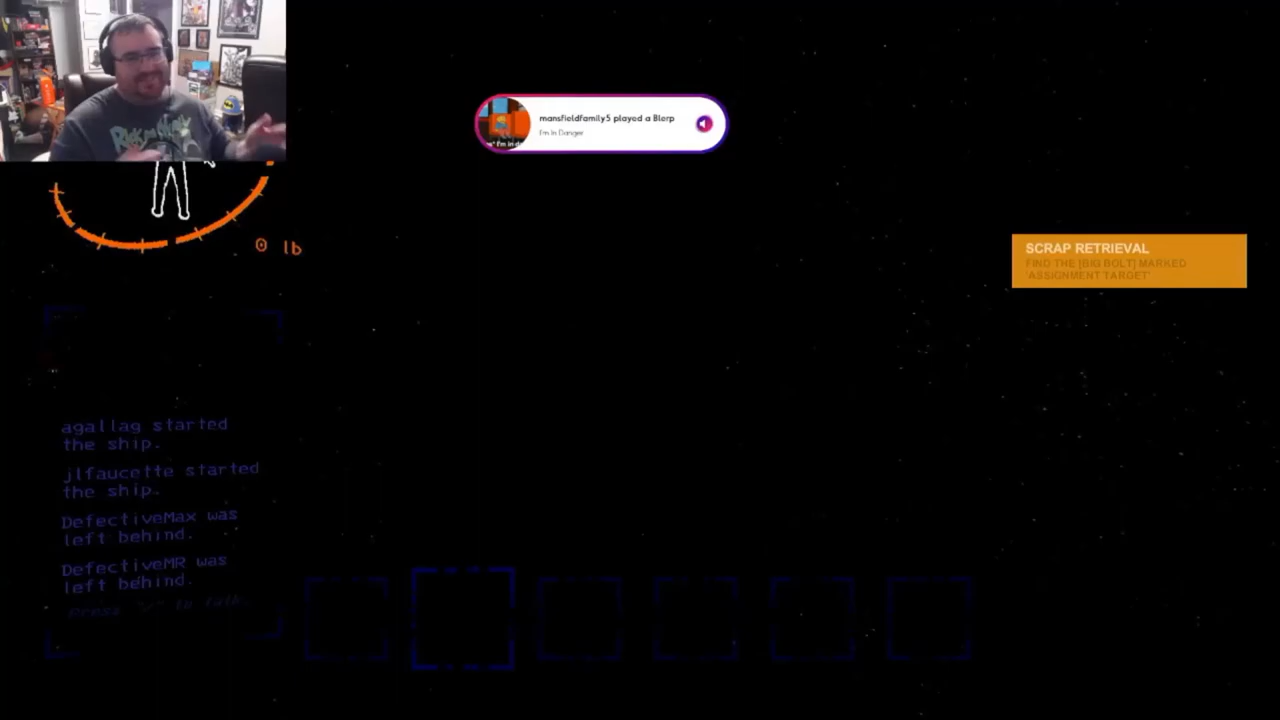 mansfieldfamily5 played a Blerp
I'm In Danger
0 lb
SCRAP RETRIEVAL
FIND THE [BIG BOLT] MARKED
'ASSIGNMENT TARGET'
agallag started
the ship.
jlfaucette started
the ship.
DefectiveMax was
left behind.
DefectiveMR was
left behind.